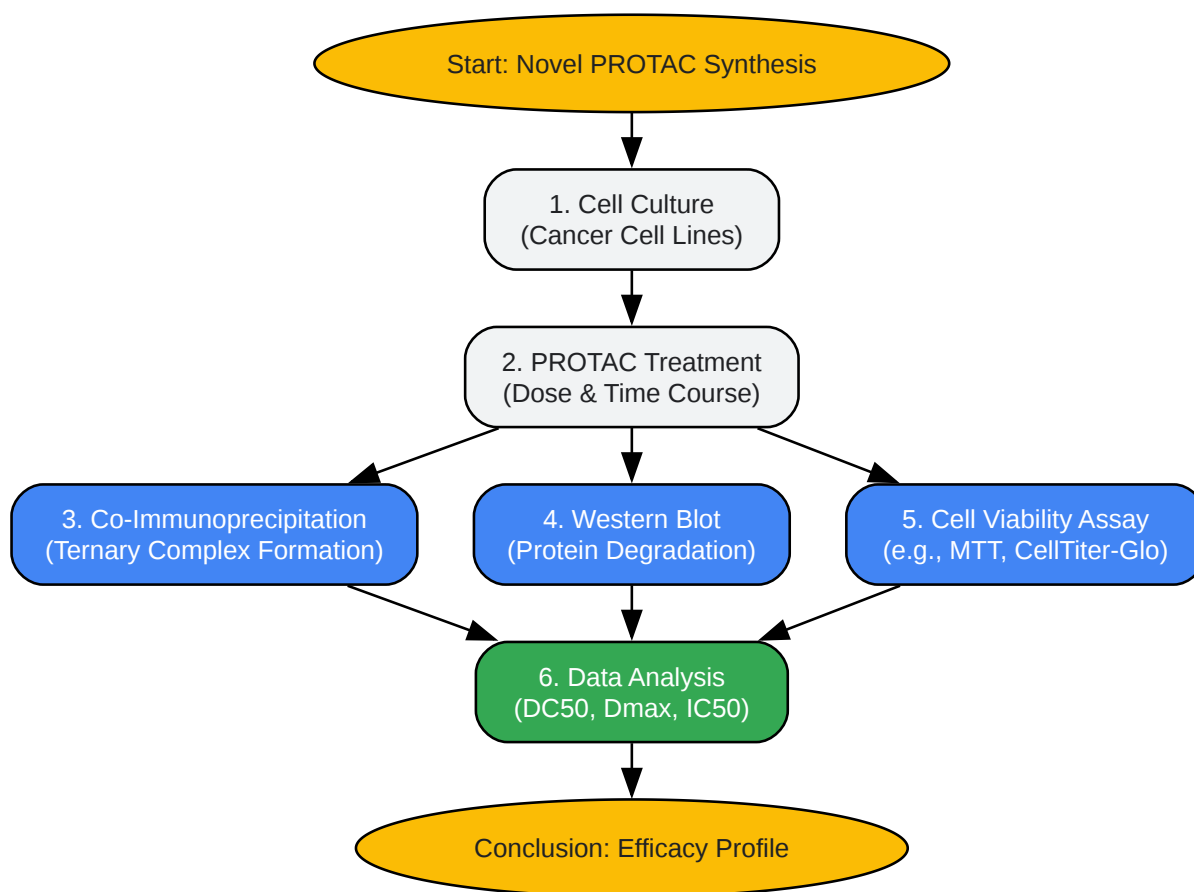 Start: Novel PROTAC Synthesis
1. Cell Culture
(Cancer Cell Lines)
2. PROTAC Treatment
(Dose & Time Course)
3. Co-Immunoprecipitation
(Ternary Complex Formation)
4. Western Blot
(Protein Degradation)
5. Cell Viability Assay
(e.g., MTT, CellTiter-Glo)
6. Data Analysis
(DC50, Dmax, IC50)
Conclusion: Efficacy Profile